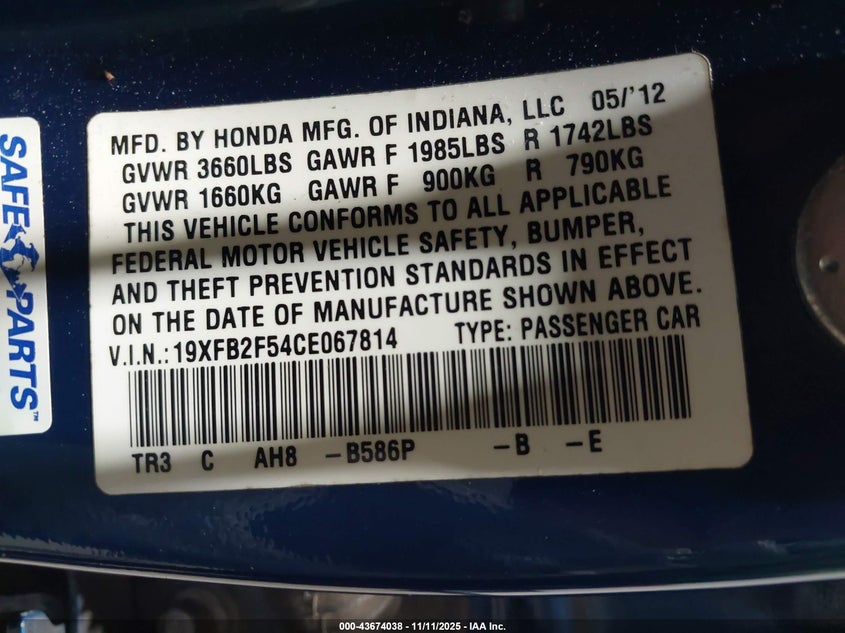 SAFE PARTS™
MFD. BY HONDA MFG. OF INDIANA, LLC 05/'12
GVWR 3660LBS GAWR F 1985LBS R 1742LBS
GVWR 1660KG GAWR F 900KG R 790KG
THIS VEHICLE CONFORMS TO ALL APPLICABLE
FEDERAL MOTOR VEHICLE SAFETY, BUMPER,
AND THEFT PREVENTION STANDARDS IN EFFECT
ON THE DATE OF MANUFACTURE SHOWN ABOVE.
V.I.N.:19XFB2F54CE067814 TYPE: PASSENGER CAR
TR3 C AH8 -B586P -B -E
000-43674038 - 11/11/2025 - IAA Inc.